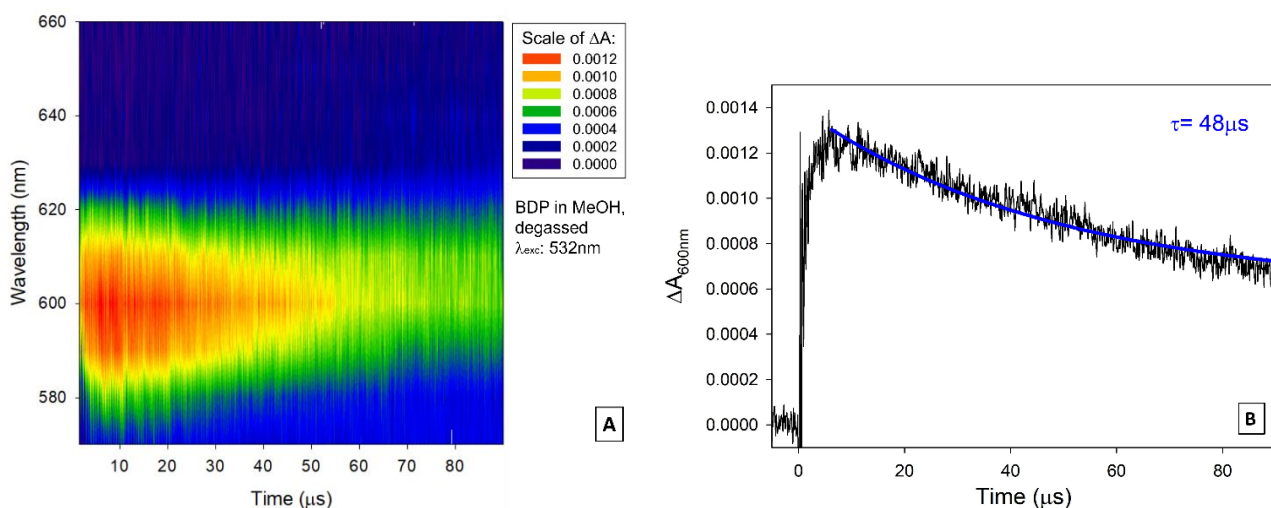 660
640
620
600
580
Wavelength (nm)
10 20 30 40 50 60 70 80
Time (μs)
Scale of ΔA:
0.0012
0.0010
0.0008
0.0006
0.0004
0.0002
0.0000
BDP in MeOH,
degassed
λexc: 532nm
A
0.0014
0.0012
0.0010
0.0008
0.0006
0.0004
0.0002
0.0000
ΔA600nm
τ= 48μs
0 20 40 60 80
Time (μs)
B